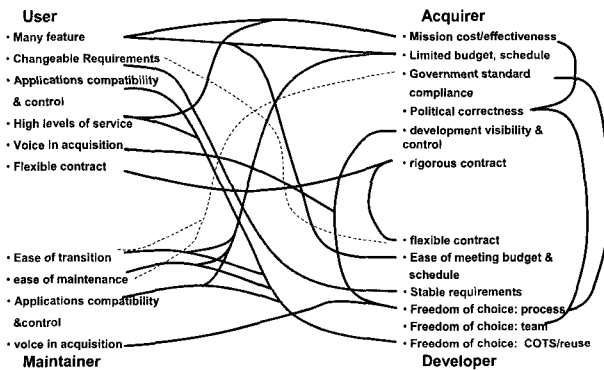 User
• Many feature
• Changeable Requirements
• Applications compatibility
& control
• High levels of service
• Voice in acquisition
• Flexible contract
• Ease of transition
• ease of maintenance
• Applications compatibility
&control
• voice in acquisition
Maintainer
Acquirer
• Mission cost/effectiveness
• Limited budget, schedule
• Government standard
compliance
• Political correctness
• development visibility &
control
• rigorous contract
• flexible contract
• Ease of meeting budget &
schedule
• Stable requirements
• Freedom of choice: process
• Freedom of choice: team
• Freedom of choice: COTS/reuse
Developer